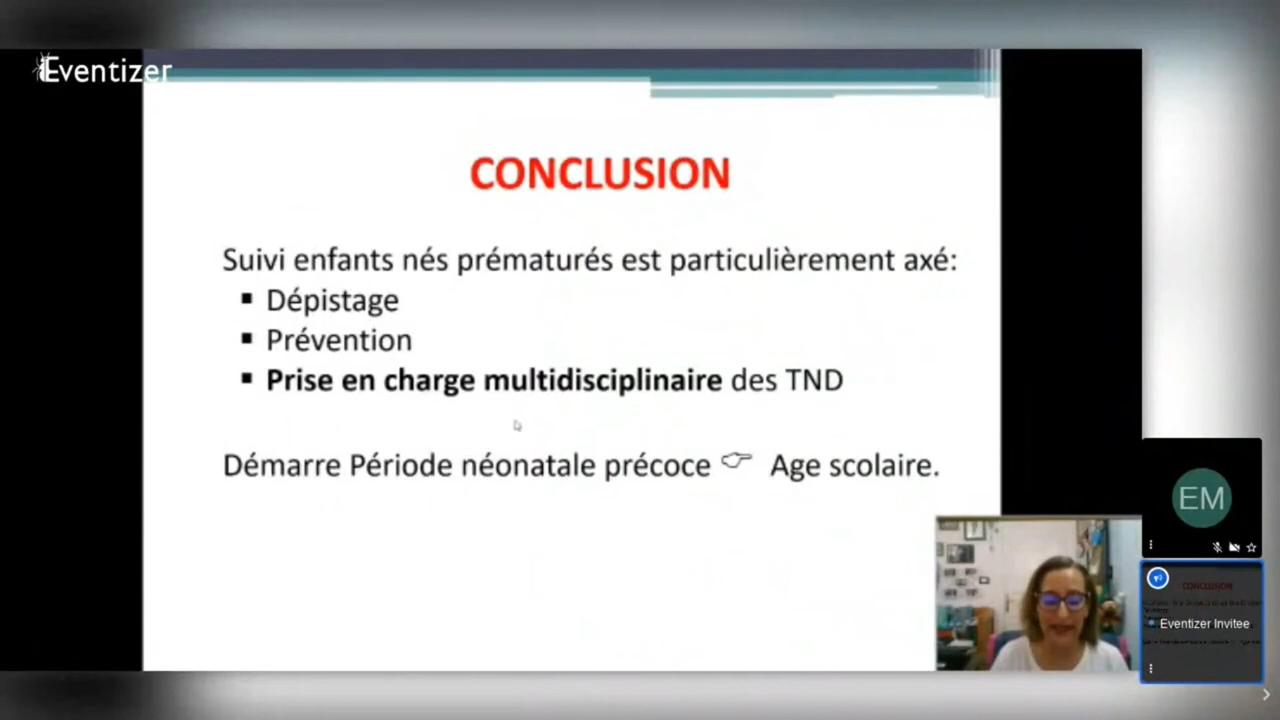 Eventizer
CONCLUSION
Suivi enfants nés prématurés est particulièrement axé:
▪ Dépistage
▪ Prévention
▪ Prise en charge multidisciplinaire des TND
Démarre Période néonatale précoce ☞ Age scolaire.
EM
CONCLUSION
Eventizer Invitee